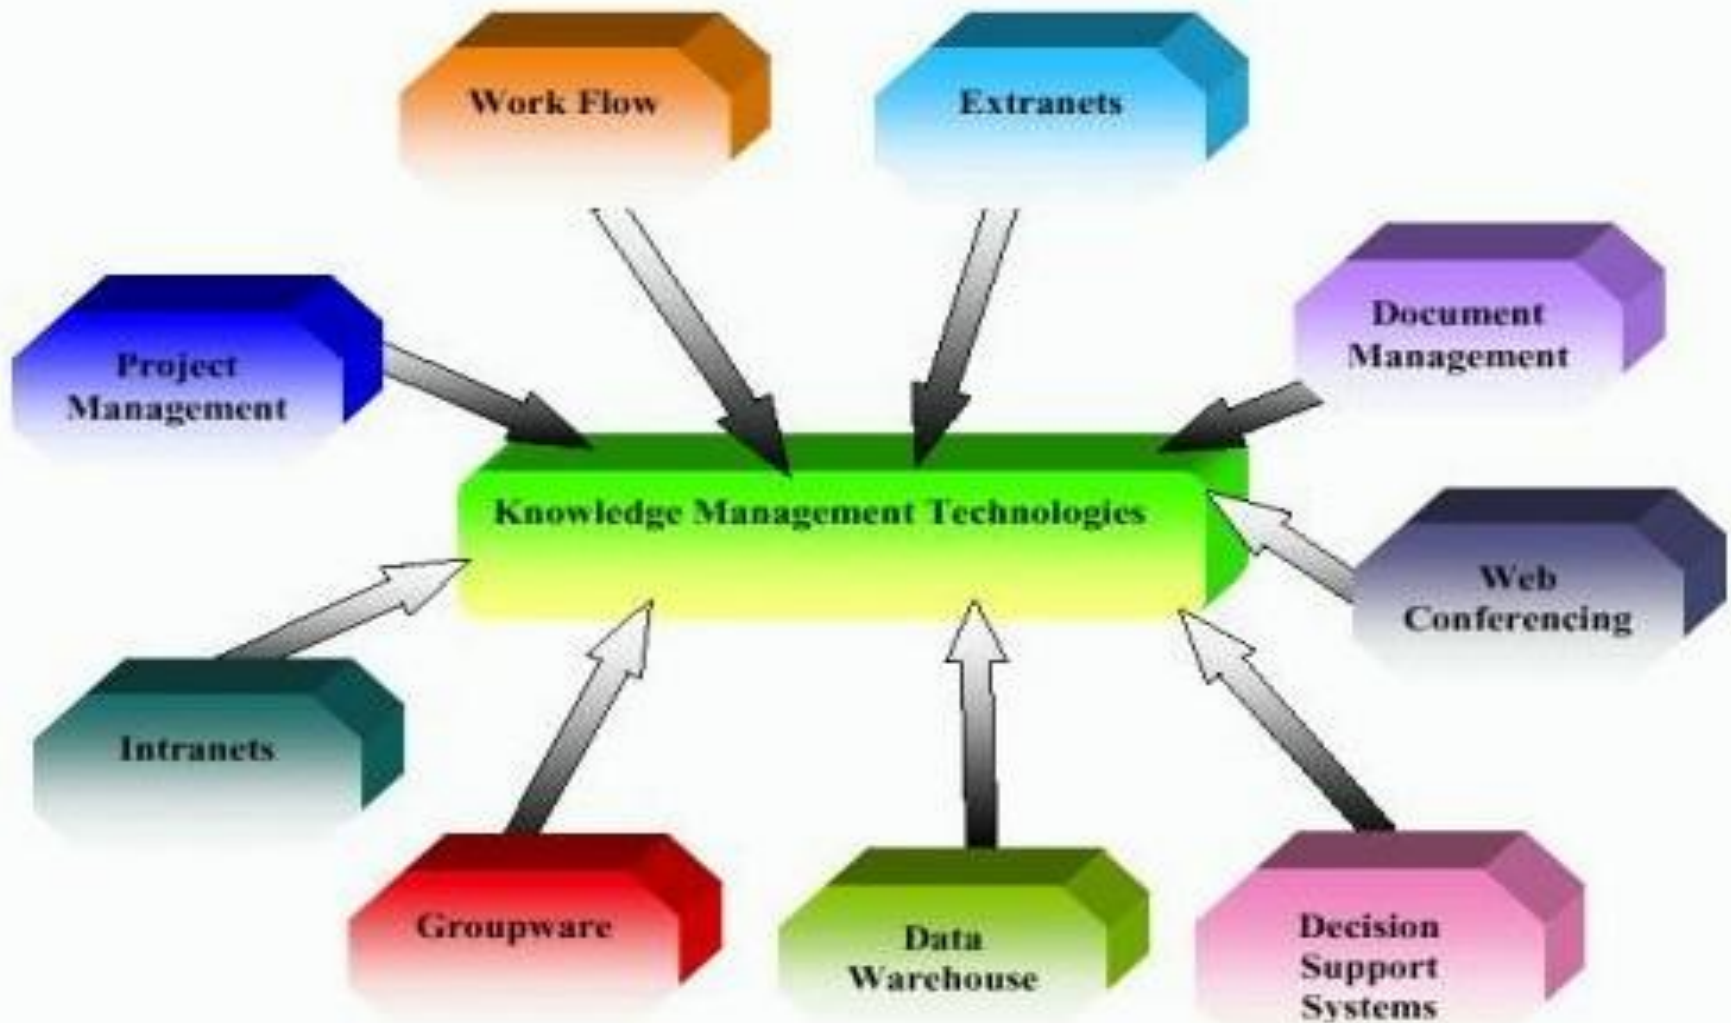 Work Flow
Extranets
Project
Management
Document
Management
Knowledge Management Technologies
Web
Conferencing
Intranets
Groupware
Data
Warehouse
Decision
Support
Systems